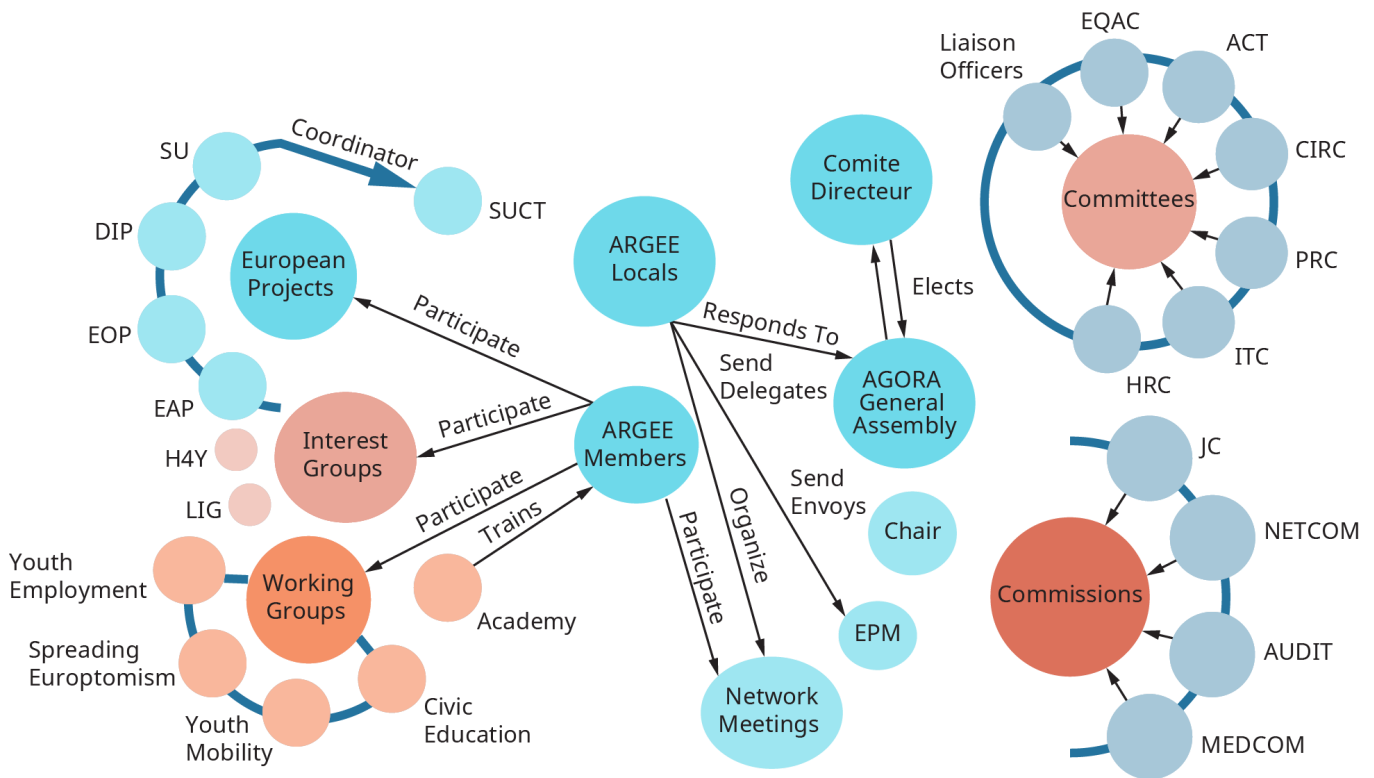 EQAC
Liaison
Officers
ACT
CIRC
Committees
PRC
ITC
HRC
Coordinator
SU
SUCT
DIP
European
Projects
EOP
EAP
Comite
Directeur
ARGEE
Locals
Elects
Responds To
Send
Delegates
AGORA
General
Assembly
Participate
Participate
ARGEE
Members
Interest
Groups
H4Y
LIG
Participate
Trains
Participate
Organize
Send
Envoys
Chair
EPM
Network
Meetings
Youth
Employment
Working
Groups
Academy
Spreading
Europtomism
Youth
Mobility
Civic
Education
JC
NETCOM
Commissions
AUDIT
MEDCOM